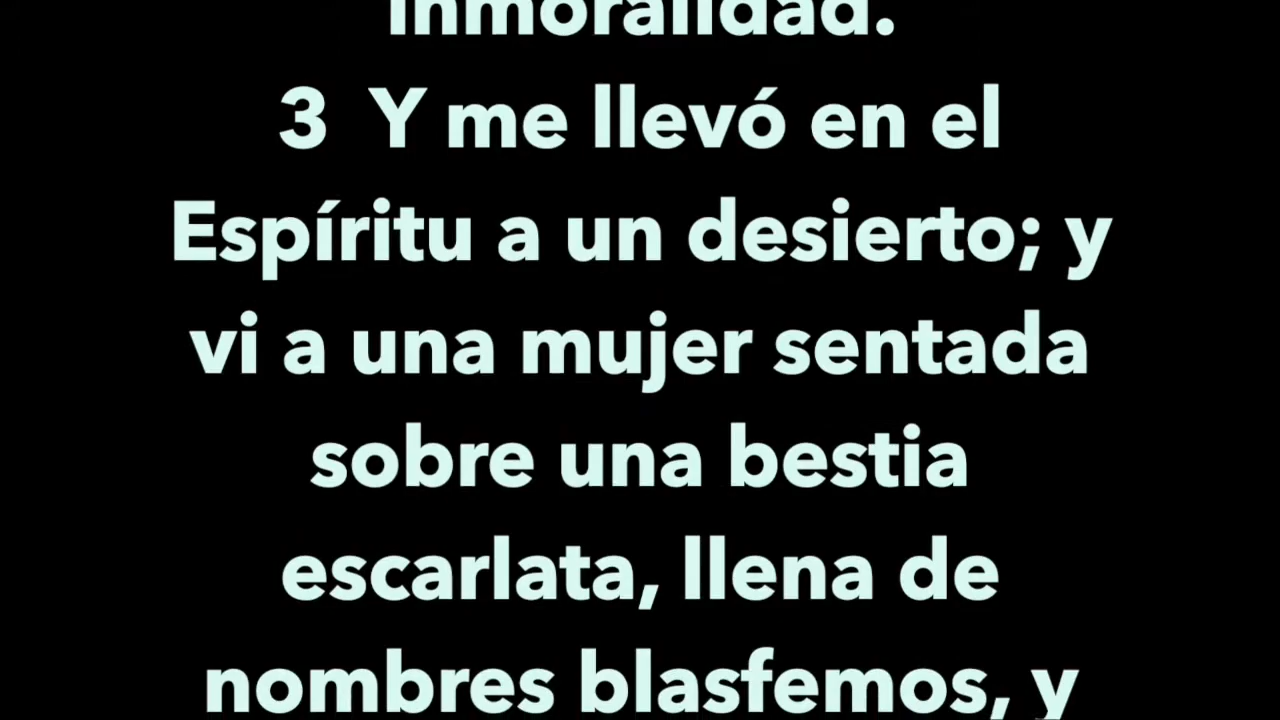 inmoralidad.
3 Y me llevó en el
Espíritu a un desierto; y
vi a una mujer sentada
sobre una bestia
escarlata, llena de
nombres blasfemos, y